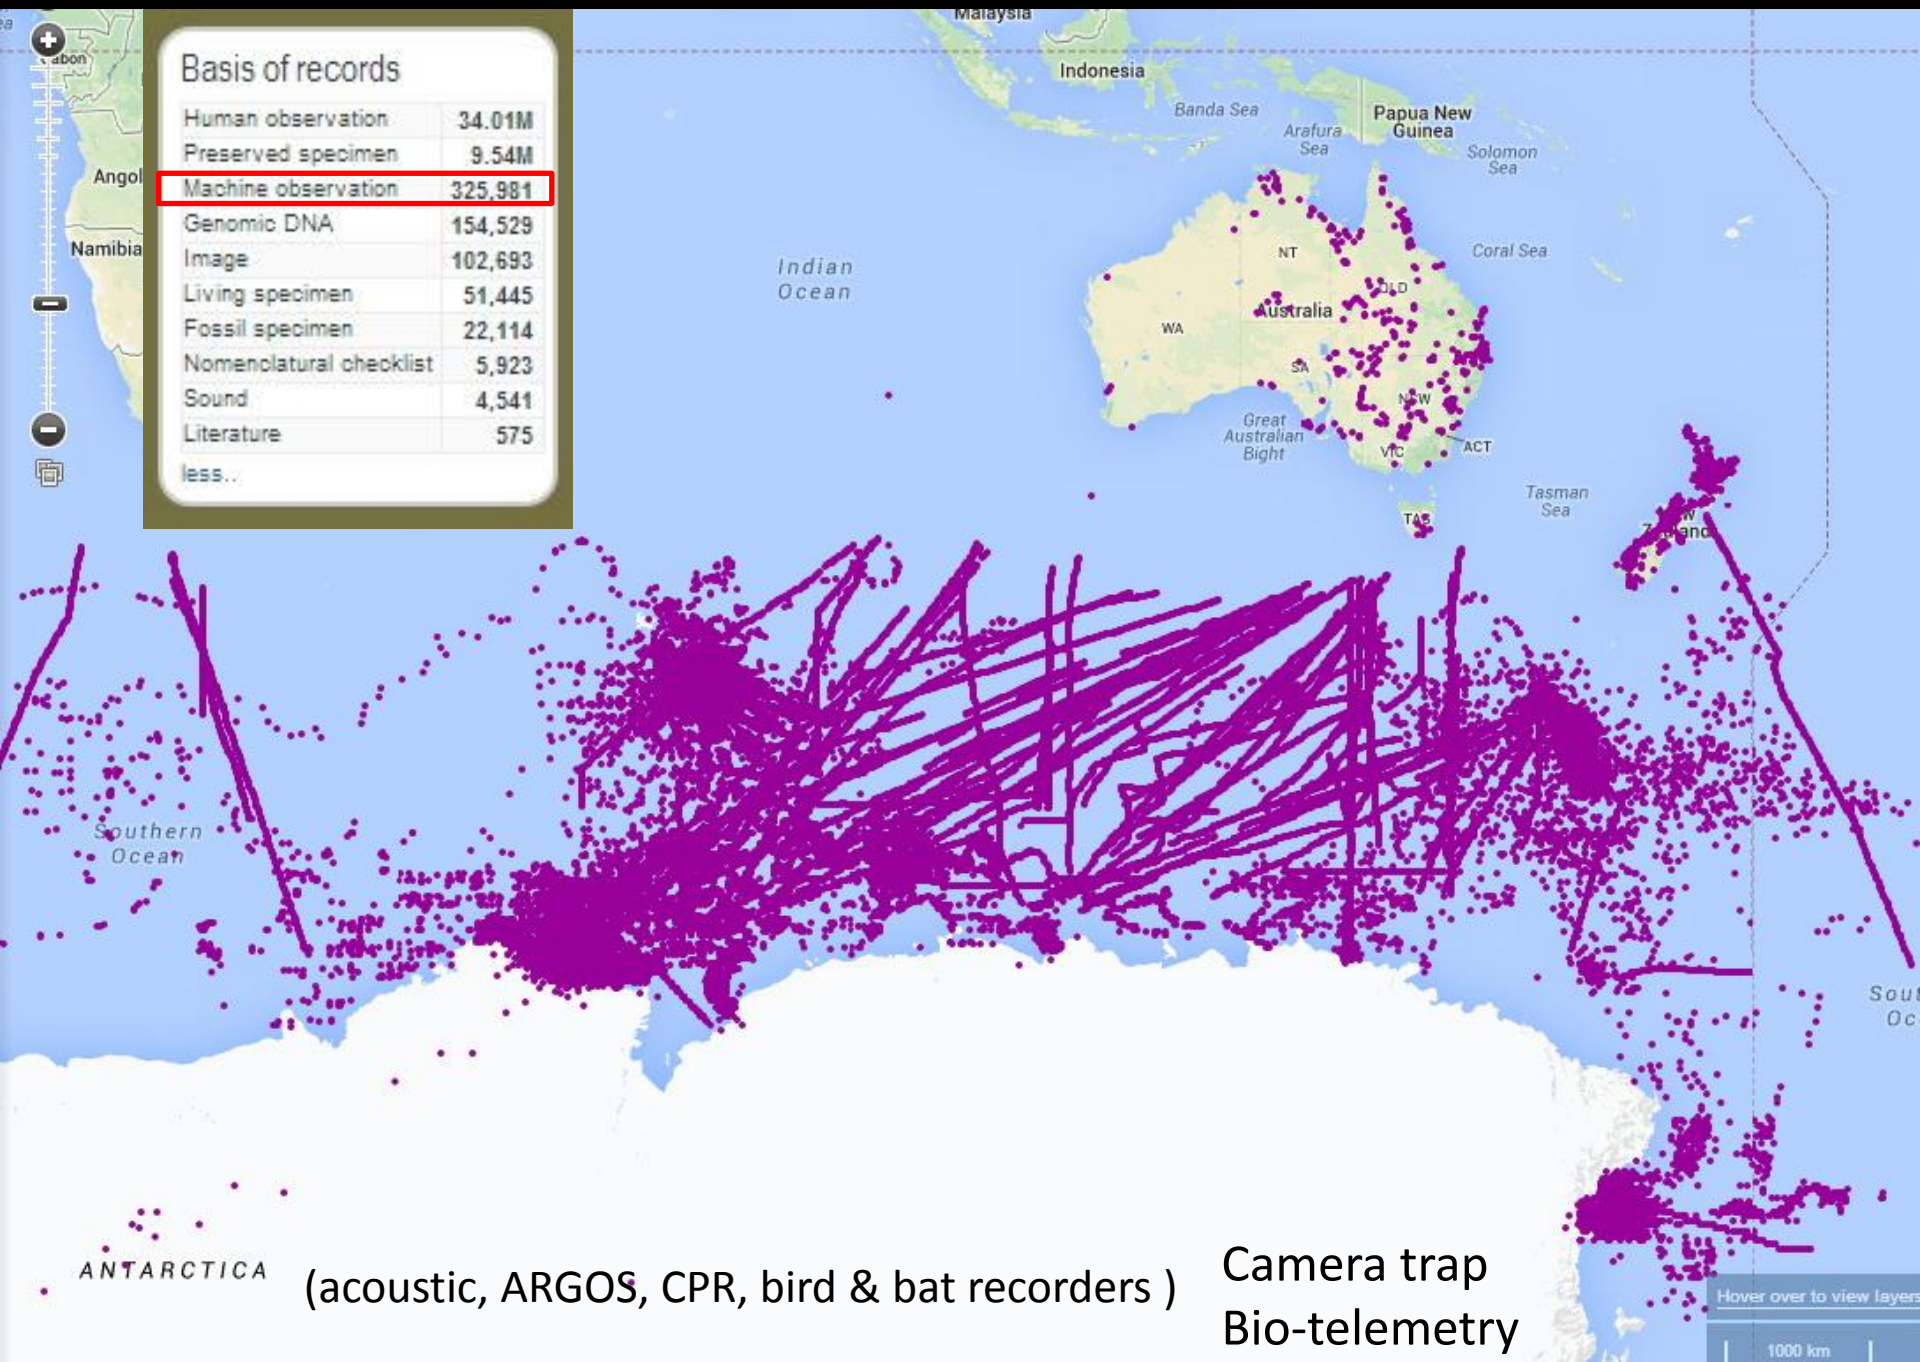 Malaysia
Indonesia
Banda Sea
Arafura
Sea
Papua New
Guinea
Solomon
Sea
Coral Sea
Basis of records
Human observation 34.01M
Preserved specimen 9.54M
Machine observation 325,981
Genomic DNA 154,529
Image 102,693
Living specimen 51,445
Fossil specimen 22,114
Nomenclatural checklist 5,923
Sound 4,541
Literature 575
less..
Angol
Namibia
Indian
Ocean
NT
QLD
Australia
WA
SA
NSW
VIC
ACT
TAS
Great
Australian
Bight
Tasman
Sea
Southern
Ocean
Sout
Oc
ANTARCTICA
(acoustic, ARGOS, CPR, bird & bat recorders )
Camera trap
Bio-telemetry
Hover over to view layers
1000 km